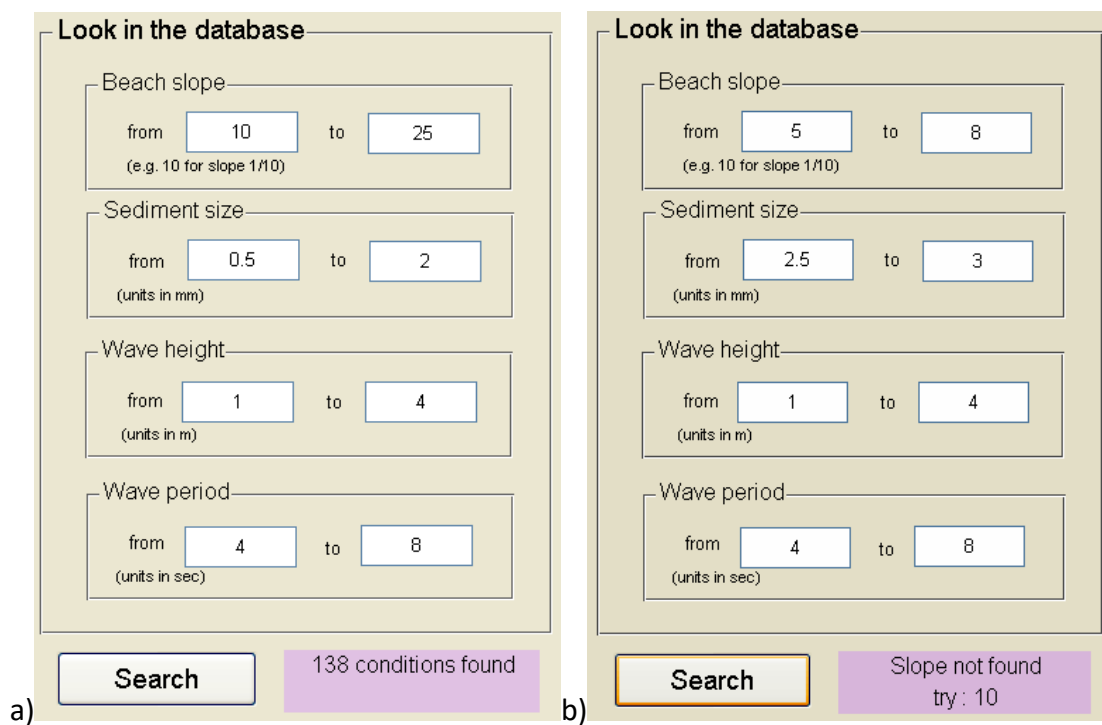 Look in the database
Beach slope
from 10 to 25
(e.g. 10 for slope 1/10)
Sediment size
from 0.5 to 2
(units in mm)
Wave height
from 1 to 4
(units in m)
Wave period
from 4 to 8
(units in sec)
Search
138 conditions found
a)
Look in the database
Beach slope
from 5 to 8
(e.g. 10 for slope 1/10)
Sediment size
from 2.5 to 3
(units in mm)
Wave height
from 1 to 4
(units in m)
Wave period
from 4 to 8
(units in sec)
Search
Slope not found
try : 10
b)